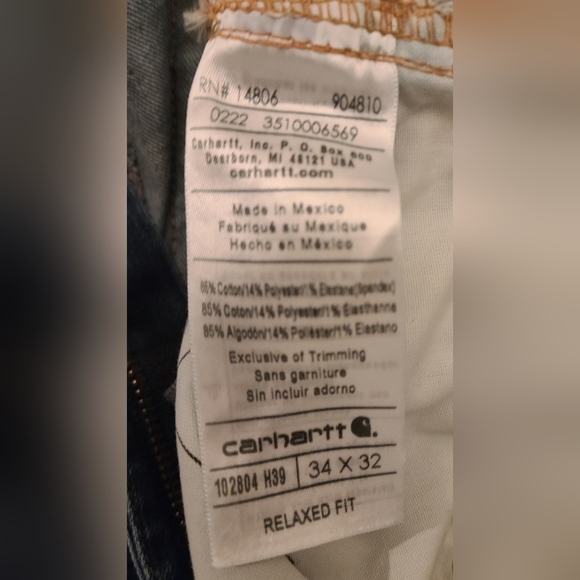 RN# 14806 904810
0222 3510006569
Carhartt, Inc. P. O. Box 600
Dearborn, MI 48121 USA
carhartt.com
Made in Mexico
Fabriqué au Mexique
Hecho en México
85% Cotton/14% Polyester/1% Elastane(Spandex)
85% Coton/14% Polyester/1% Elasthanne
85% Algodón/14% Poliéster/1% Elastano
Exclusive of Trimming
Sans garniture
Sin incluir adorno
carhartt
102804 H39 34 X 32
RELAXED FIT